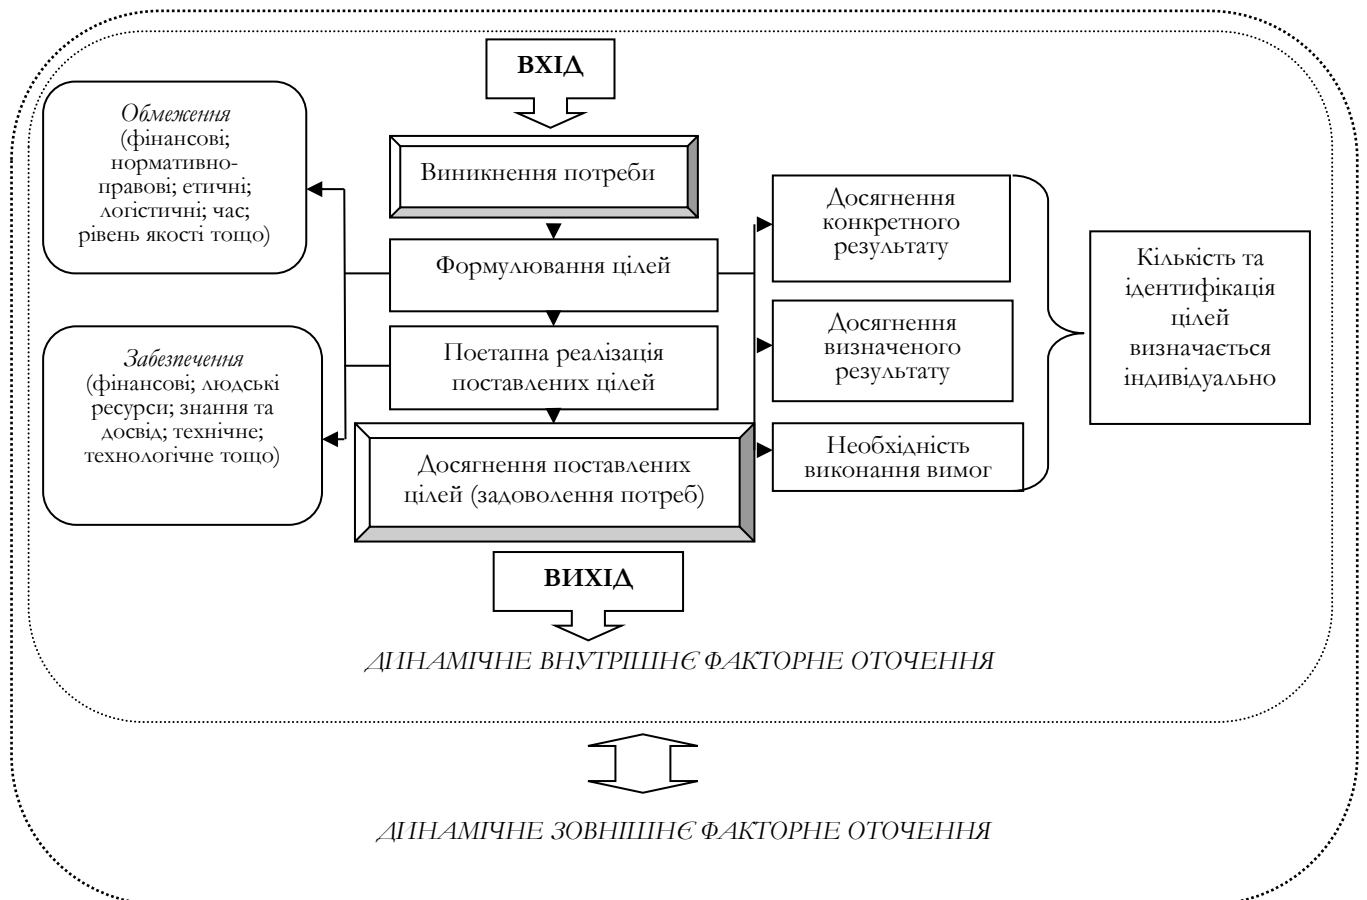 ВХІД
Обмеження
(фінансові;
нормативно-
правові; етичні;
логістичні; час;
рівень якості тощо)
Виникнення потреби
Формулювання цілей
Поетапна реалізація
поставлених цілей
Досягнення поставлених
цілей (задоволення потреб)
Забезпечення
(фінансові; людські
ресурси; знання та
досвід; технічне;
технологічне тощо)
Досягнення
конкретного
результату
Досягнення
визначеного
результату
Необхідність
виконання вимог
Кількість та
ідентифікація
цілей
визначається
індивідуально
ВИХІД
ДИНАМІЧНЕ ВНУТРІШНЄ ФАКТОРНЕ ОТОЧЕННЯ
ДИНАМІЧНЕ ЗОВНІШНЄ ФАКТОРНЕ ОТОЧЕННЯ